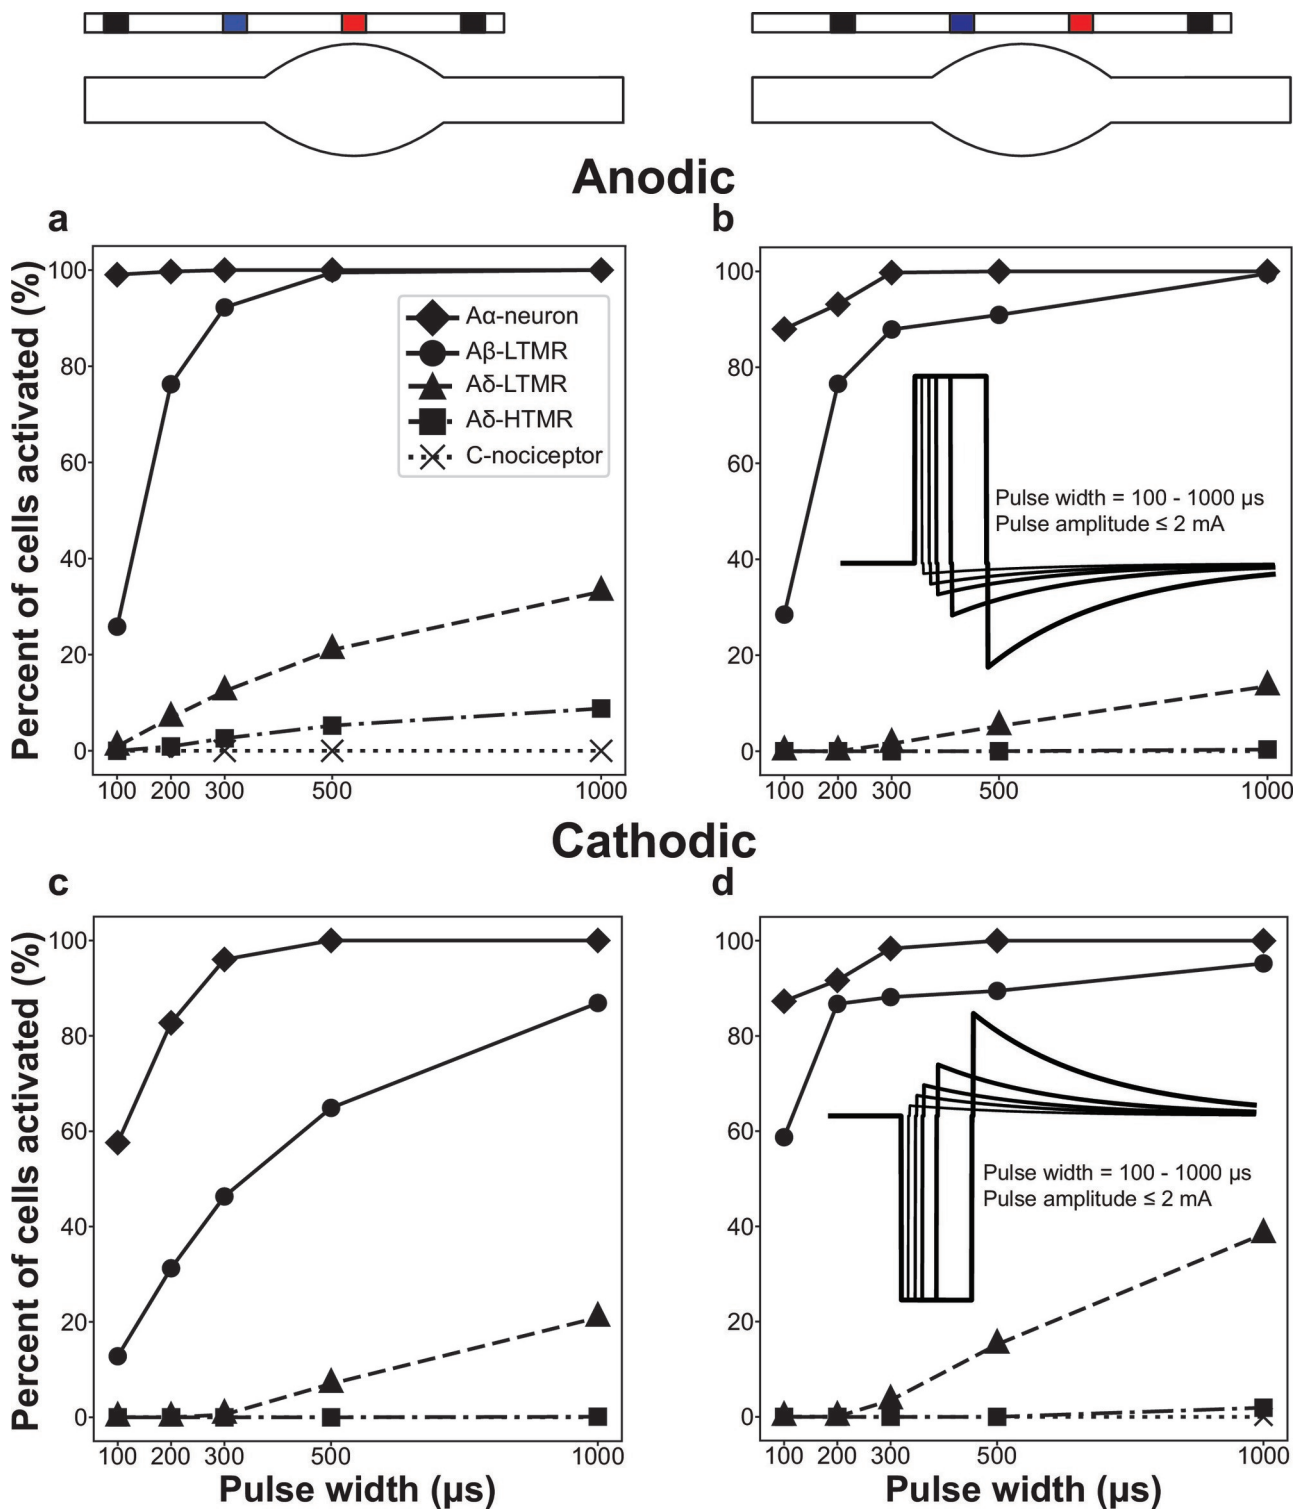 Anodic
a
b
Percent of cells activated (%)
100
80
60
40
20
0
Aα-neuron
Aβ-LTMR
Aδ-LTMR
Aδ-HTMR
C-nociceptor
100 200 300 500 1000
100
80
60
40
20
0
Pulse width = 100 - 1000 µs
Pulse amplitude ≤ 2 mA
100 200 300 500 1000
Cathodic
c
d
Percent of cells activated (%)
100
80
60
40
20
0
100 200 300 500 1000
Pulse width (µs)
100
80
60
40
20
0
Pulse width = 100 - 1000 µs
Pulse amplitude ≤ 2 mA
100 200 300 500 1000
Pulse width (µs)